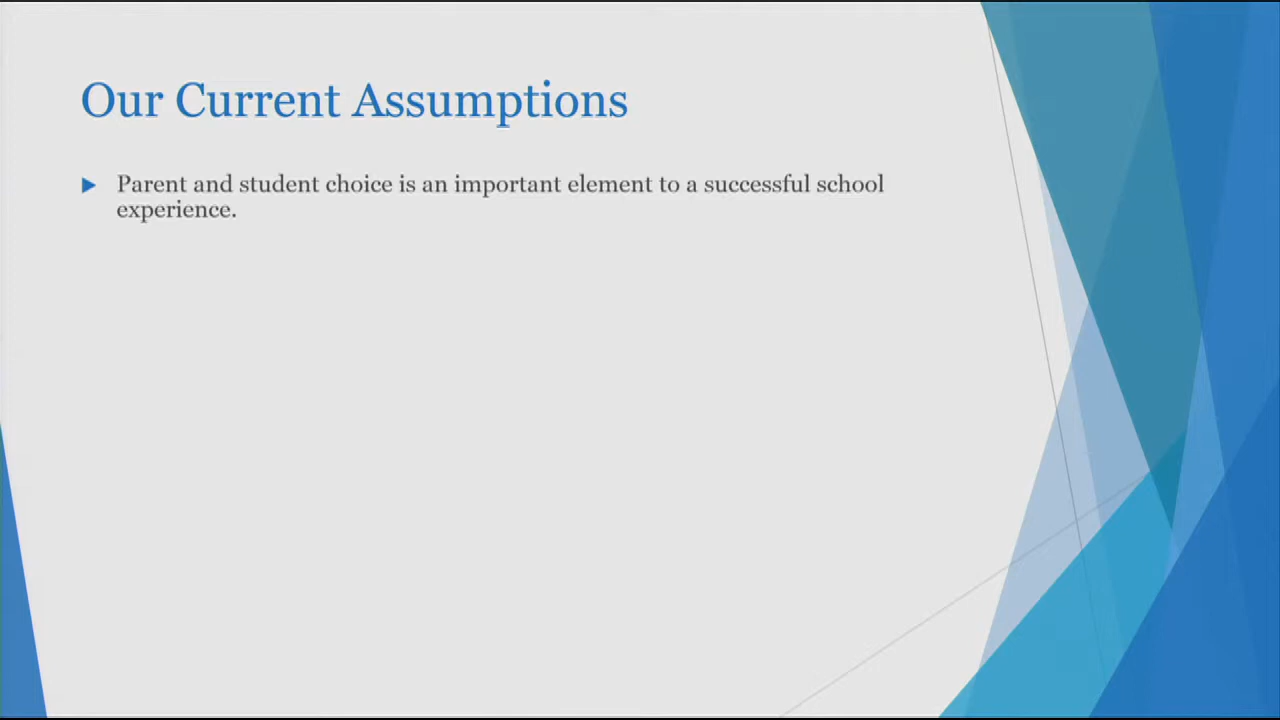 Our Current Assumptions
Parent and student choice is an important element to a successful school
experience.